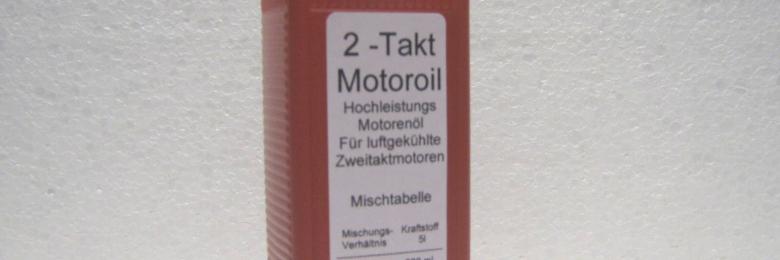 2 -Takt
Motoroil
Hochleistungs
Motorenöl
Für luftgekühlte
Zweitaktmotoren
Mischtabelle
Mischungs- Kraftstoff
Verhältnis 5l